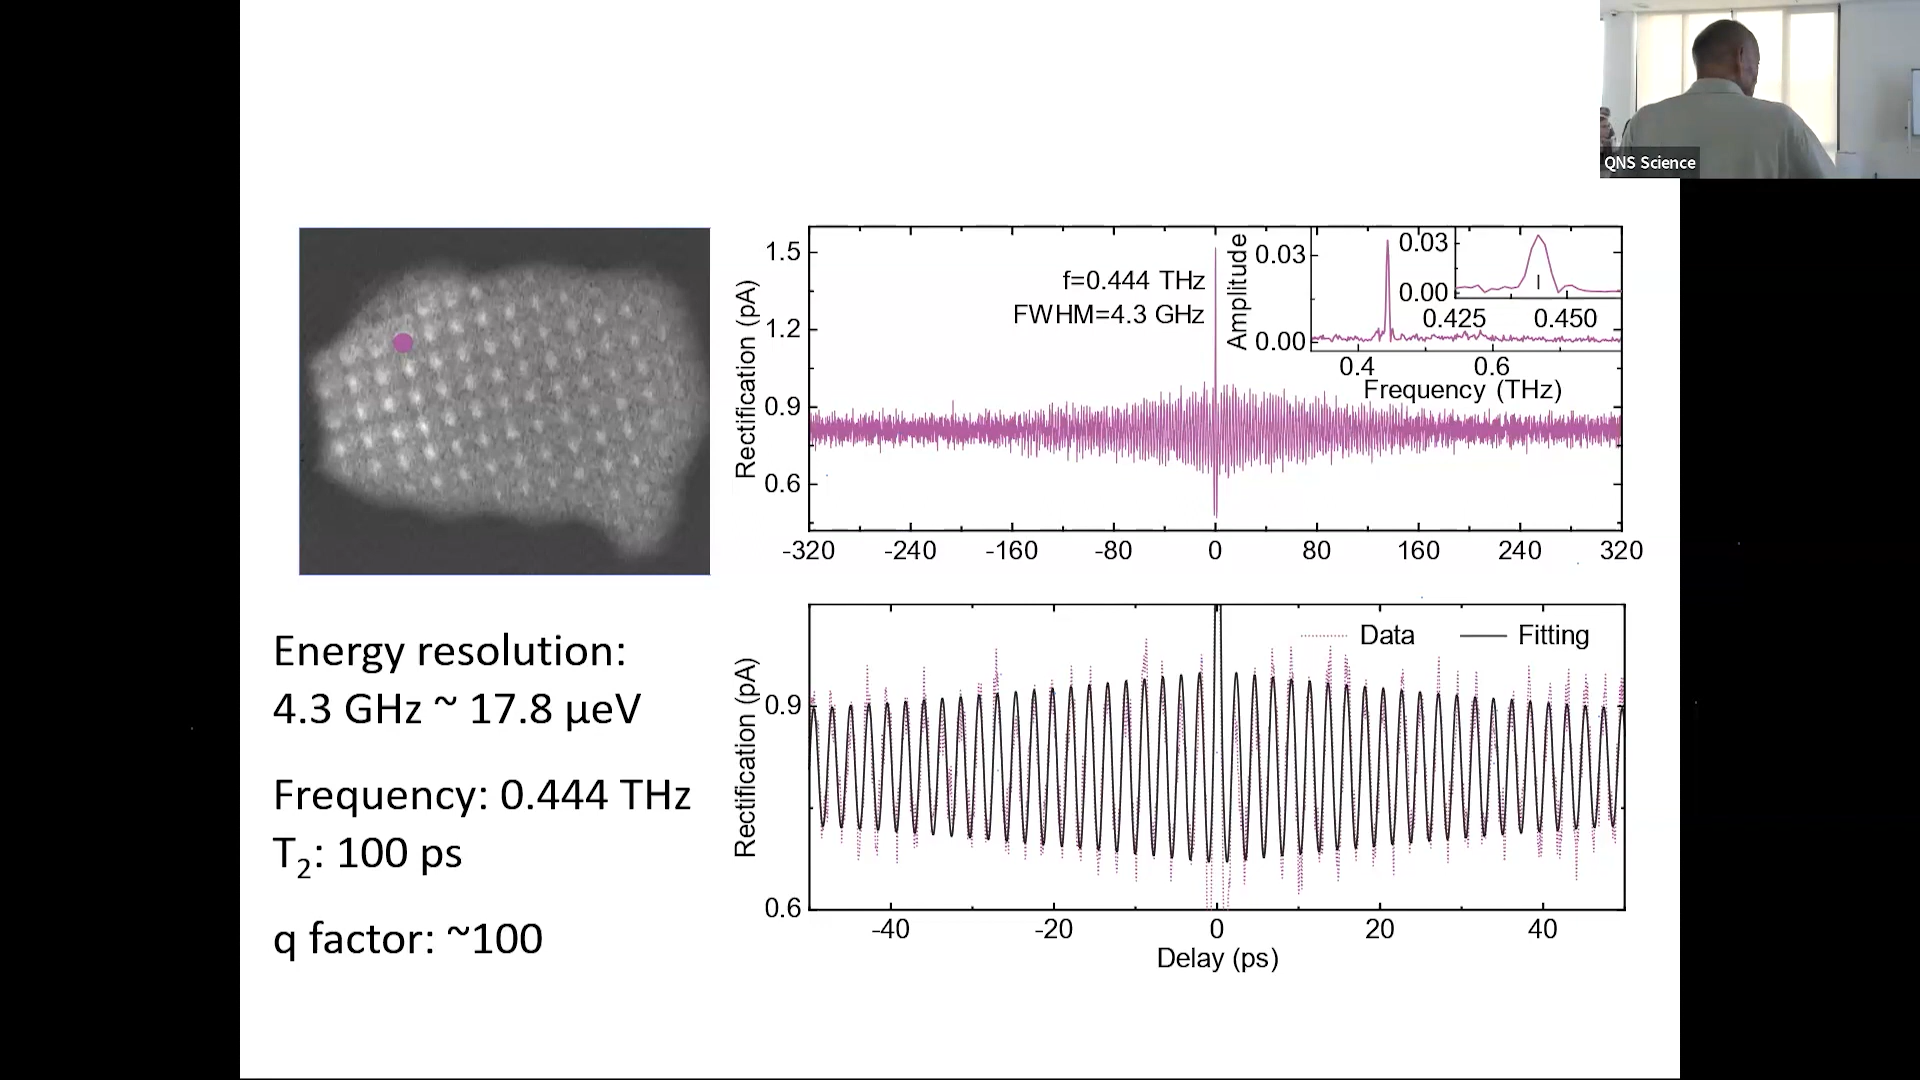 QNS Science
1.5
1.2
0.9
0.6
Rectification (pA)
f=0.444 THz
FWHM=4.3 GHz
Amplitude
0.03
0.00
0.4
0.6
Frequency (THz)
0.03
0.00
0.425
0.450
-320
-240
-160
-80
0
80
160
240
320
Energy resolution:
4.3 GHz ~ 17.8 µeV
Frequency: 0.444 THz
T₂: 100 ps
q factor: ~100
Data
Fitting
Rectification (pA)
0.9
0.6
-40
-20
0
20
40
Delay (ps)